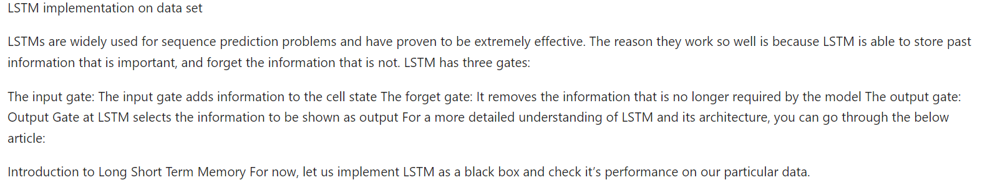 LSTM implementation on data set
LSTMs are widely used for sequence prediction problems and have proven to be extremely effective. The reason they work so well is because LSTM is able to store past
information that is important, and forget the information that is not. LSTM has three gates:
The input gate: The input gate adds information to the cell state The forget gate: It removes the information that is no longer required by the model The output gate:
Output Gate at LSTM selects the information to be shown as output For a more detailed understanding of LSTM and its architecture, you can go through the below
article:
Introduction to Long Short Term Memory For now, let us implement LSTM as a black box and check it’s performance on our particular data.